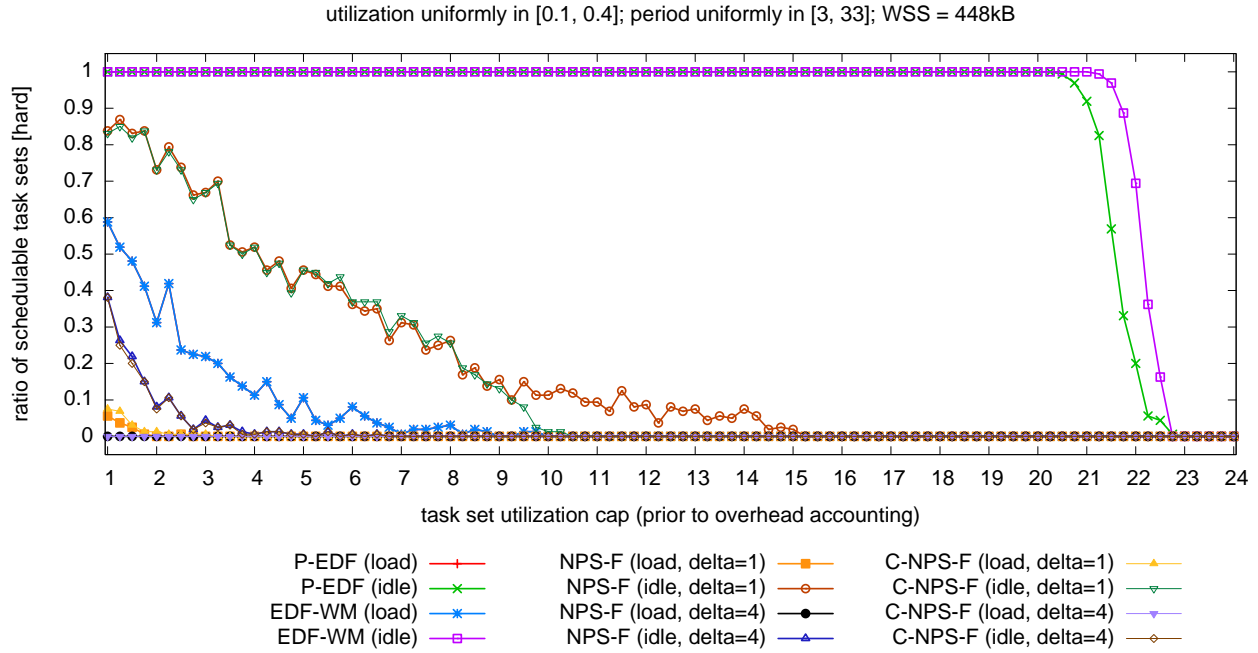 utilization uniformly in [0.1, 0.4]; period uniformly in [3, 33]; WSS = 448kB
ratio of schedulable task sets [hard]
1
0.9
0.8
0.7
0.6
0.5
0.4
0.3
0.2
0.1
0
1 2 3 4 5 6 7 8 9 10 11 12 13 14 15 16 17 18 19 20 21 22 23 24
task set utilization cap (prior to overhead accounting)
P-EDF (load)
P-EDF (idle)
EDF-WM (load)
EDF-WM (idle)
NPS-F (load, delta=1)
NPS-F (idle, delta=1)
NPS-F (load, delta=4)
NPS-F (idle, delta=4)
C-NPS-F (load, delta=1)
C-NPS-F (idle, delta=1)
C-NPS-F (load, delta=4)
C-NPS-F (idle, delta=4)